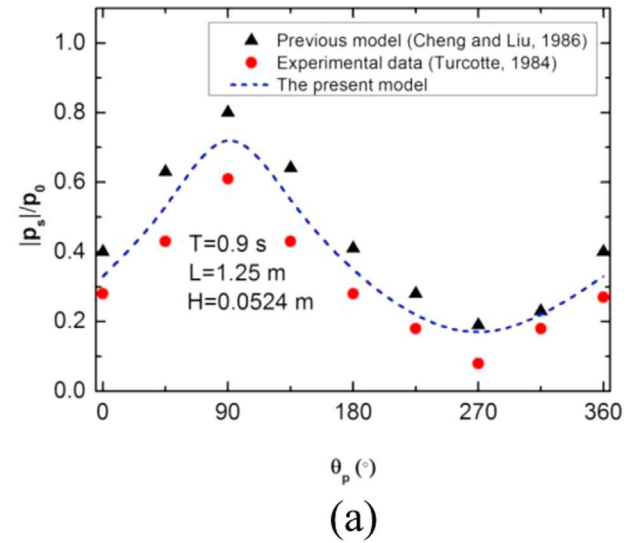 Previous model (Cheng and Liu, 1986)
Experimental data (Turcotte, 1984)
The present model
1.0
0.8
0.6
0.4
0.2
0.0
|pₛ|/p₀
T=0.9 s
L=1.25 m
H=0.0524 m
0 90 180 270 360
θₚ (°)
(a)